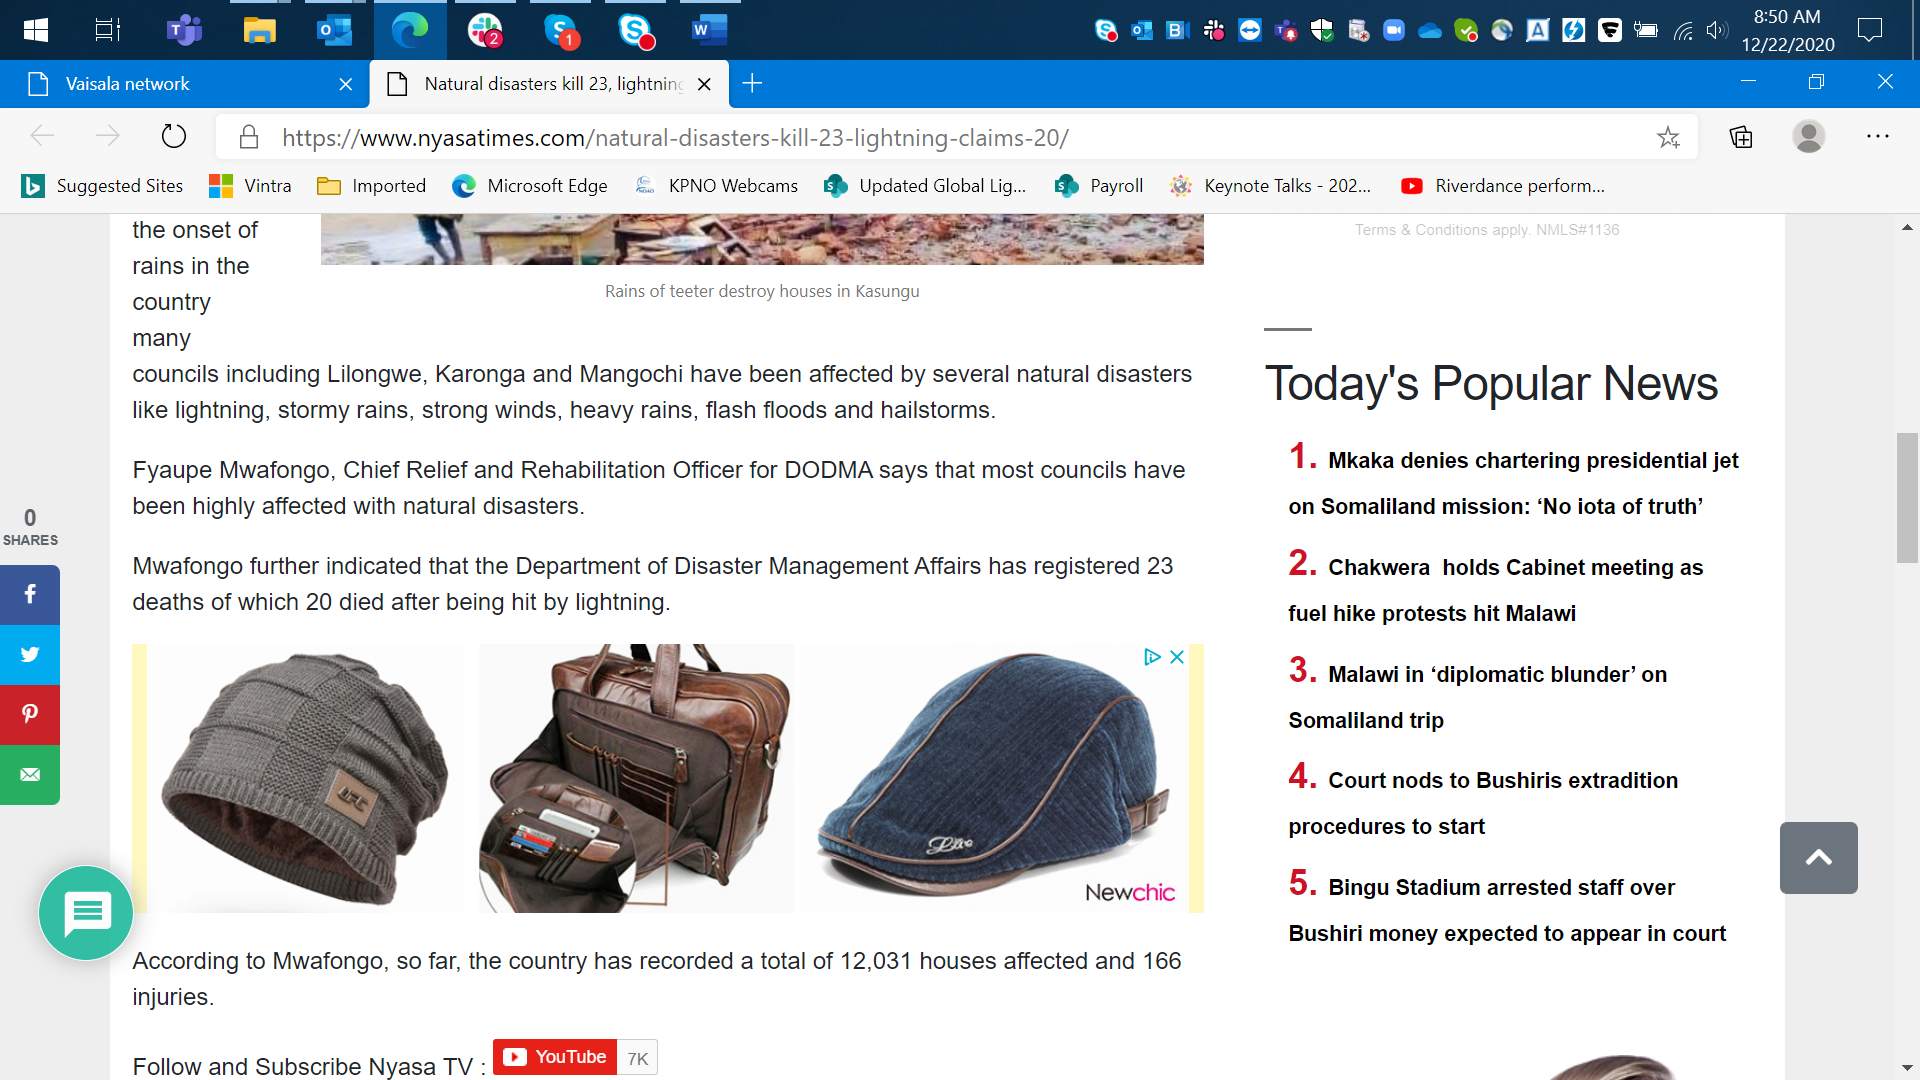 2
1
8:50 AM
12/22/2020
Vaisala network
Natural disasters kill 23, lightning
https://www.nyasatimes.com/natural-disasters-kill-23-lightning-claims-20/
Suggested Sites
Vintra
Imported
Microsoft Edge
KPNO Webcams
Updated Global Lig...
Payroll
Keynote Talks - 202...
Riverdance perform...
the onset of
rains in the
country
many
Rains of teeter destroy houses in Kasungu
councils including Lilongwe, Karonga and Mangochi have been affected by several natural disasters
like lightning, stormy rains, strong winds, heavy rains, flash floods and hailstorms.
Fyaupe Mwafongo, Chief Relief and Rehabilitation Officer for DODMA says that most councils have
been highly affected with natural disasters.
Mwafongo further indicated that the Department of Disaster Management Affairs has registered 23
deaths of which 20 died after being hit by lightning.
0
SHARES
Live
Newchic
According to Mwafongo, so far, the country has recorded a total of 12,031 houses affected and 166
injuries.
Follow and Subscribe Nyasa TV :
YouTube
7K
Terms & Conditions apply. NMLS#1136
Today's Popular News
1. Mkaka denies chartering presidential jet
on Somaliland mission: ‘No iota of truth’
2. Chakwera  holds Cabinet meeting as
fuel hike protests hit Malawi
3. Malawi in ‘diplomatic blunder’ on
Somaliland trip
4. Court nods to Bushiris extradition
procedures to start
5. Bingu Stadium arrested staff over
Bushiri money expected to appear in court